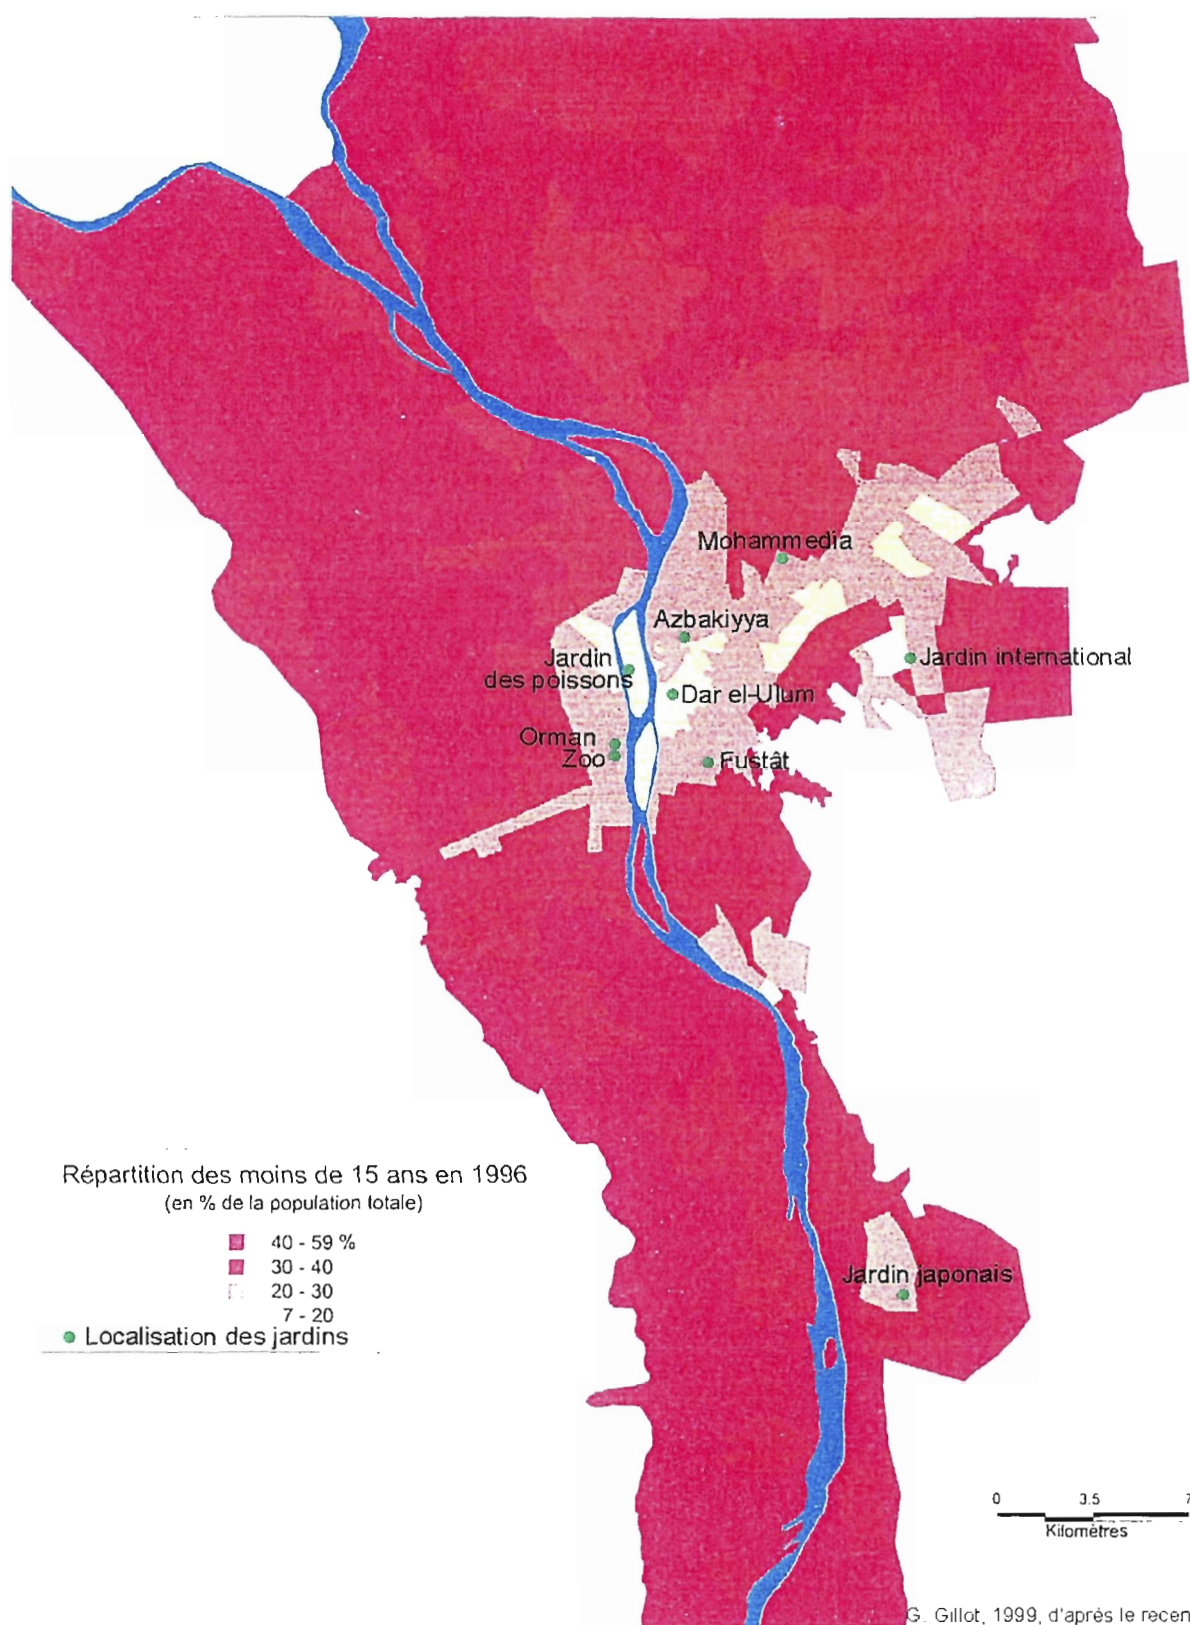 Mohammedia
Azbakiyya
Jardin
des poissons
Jardin international
Dar el-Ulum
Orman
Zoo
Fustât
Répartition des moins de 15 ans en 1996
(en % de la population totale)
40 - 59 %
30 - 40
20 - 30
7 - 20
Localisation des jardins
Jardin japonais
0 3.5 7
Kilomètres
G. Gillot, 1999, d'après le recen